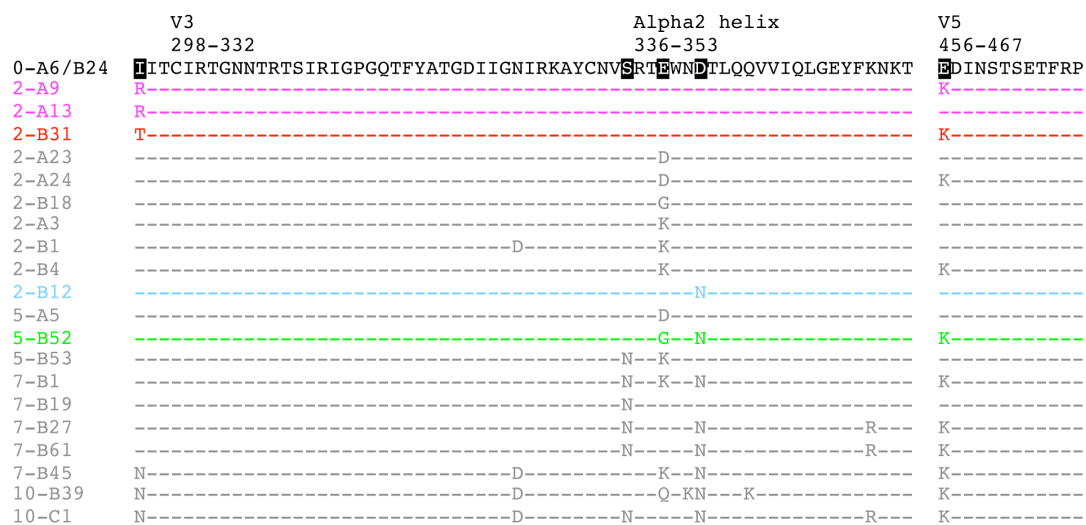 V3 Alpha2 helix V5
298-332 336-353 456-467
0-A6/B24 IITCIRTGNNTRTSIRIGPGQTFYATGDIIGNIRKAYCNVSRTEWNDTLQQVVIQLGEYFKNKT EDINSTSETFRP
2-A9 R--------------------------------------------------------------- K-----------
2-A13 R--------------------------------------------------------------- ------------
2-B31 T--------------------------------------------------------------- K-----------
2-A23 -------------------------------------------D-------------------- ------------
2-A24 -------------------------------------------D-------------------- K-----------
2-B18 -------------------------------------------G-------------------- ------------
2-A3 -------------------------------------------K-------------------- ------------
2-B1 -------------------------------D-----------K-------------------- ------------
2-B4 -------------------------------------------K-------------------- K-----------
2-B12 ----------------------------------------------N----------------- ------------
5-A5 -------------------------------------------D-------------------- ------------
5-B52 -------------------------------------------G--N----------------- K-----------
5-B53 ----------------------------------------N--K-------------------- ------------
7-B1 ----------------------------------------N--K--N----------------- K-----------
7-B19 ----------------------------------------N----------------------- ------------
7-B27 ----------------------------------------N-----N-------------R--- K-----------
7-B61 ----------------------------------------N-----N-------------R--- K-----------
7-B45 N------------------------------D-----------K--N----------------- K-----------
10-B39 N------------------------------D-----------Q-KN---K------------- K-----------
10-C1 N------------------------------D--------N-----N-------------R--- K-----------